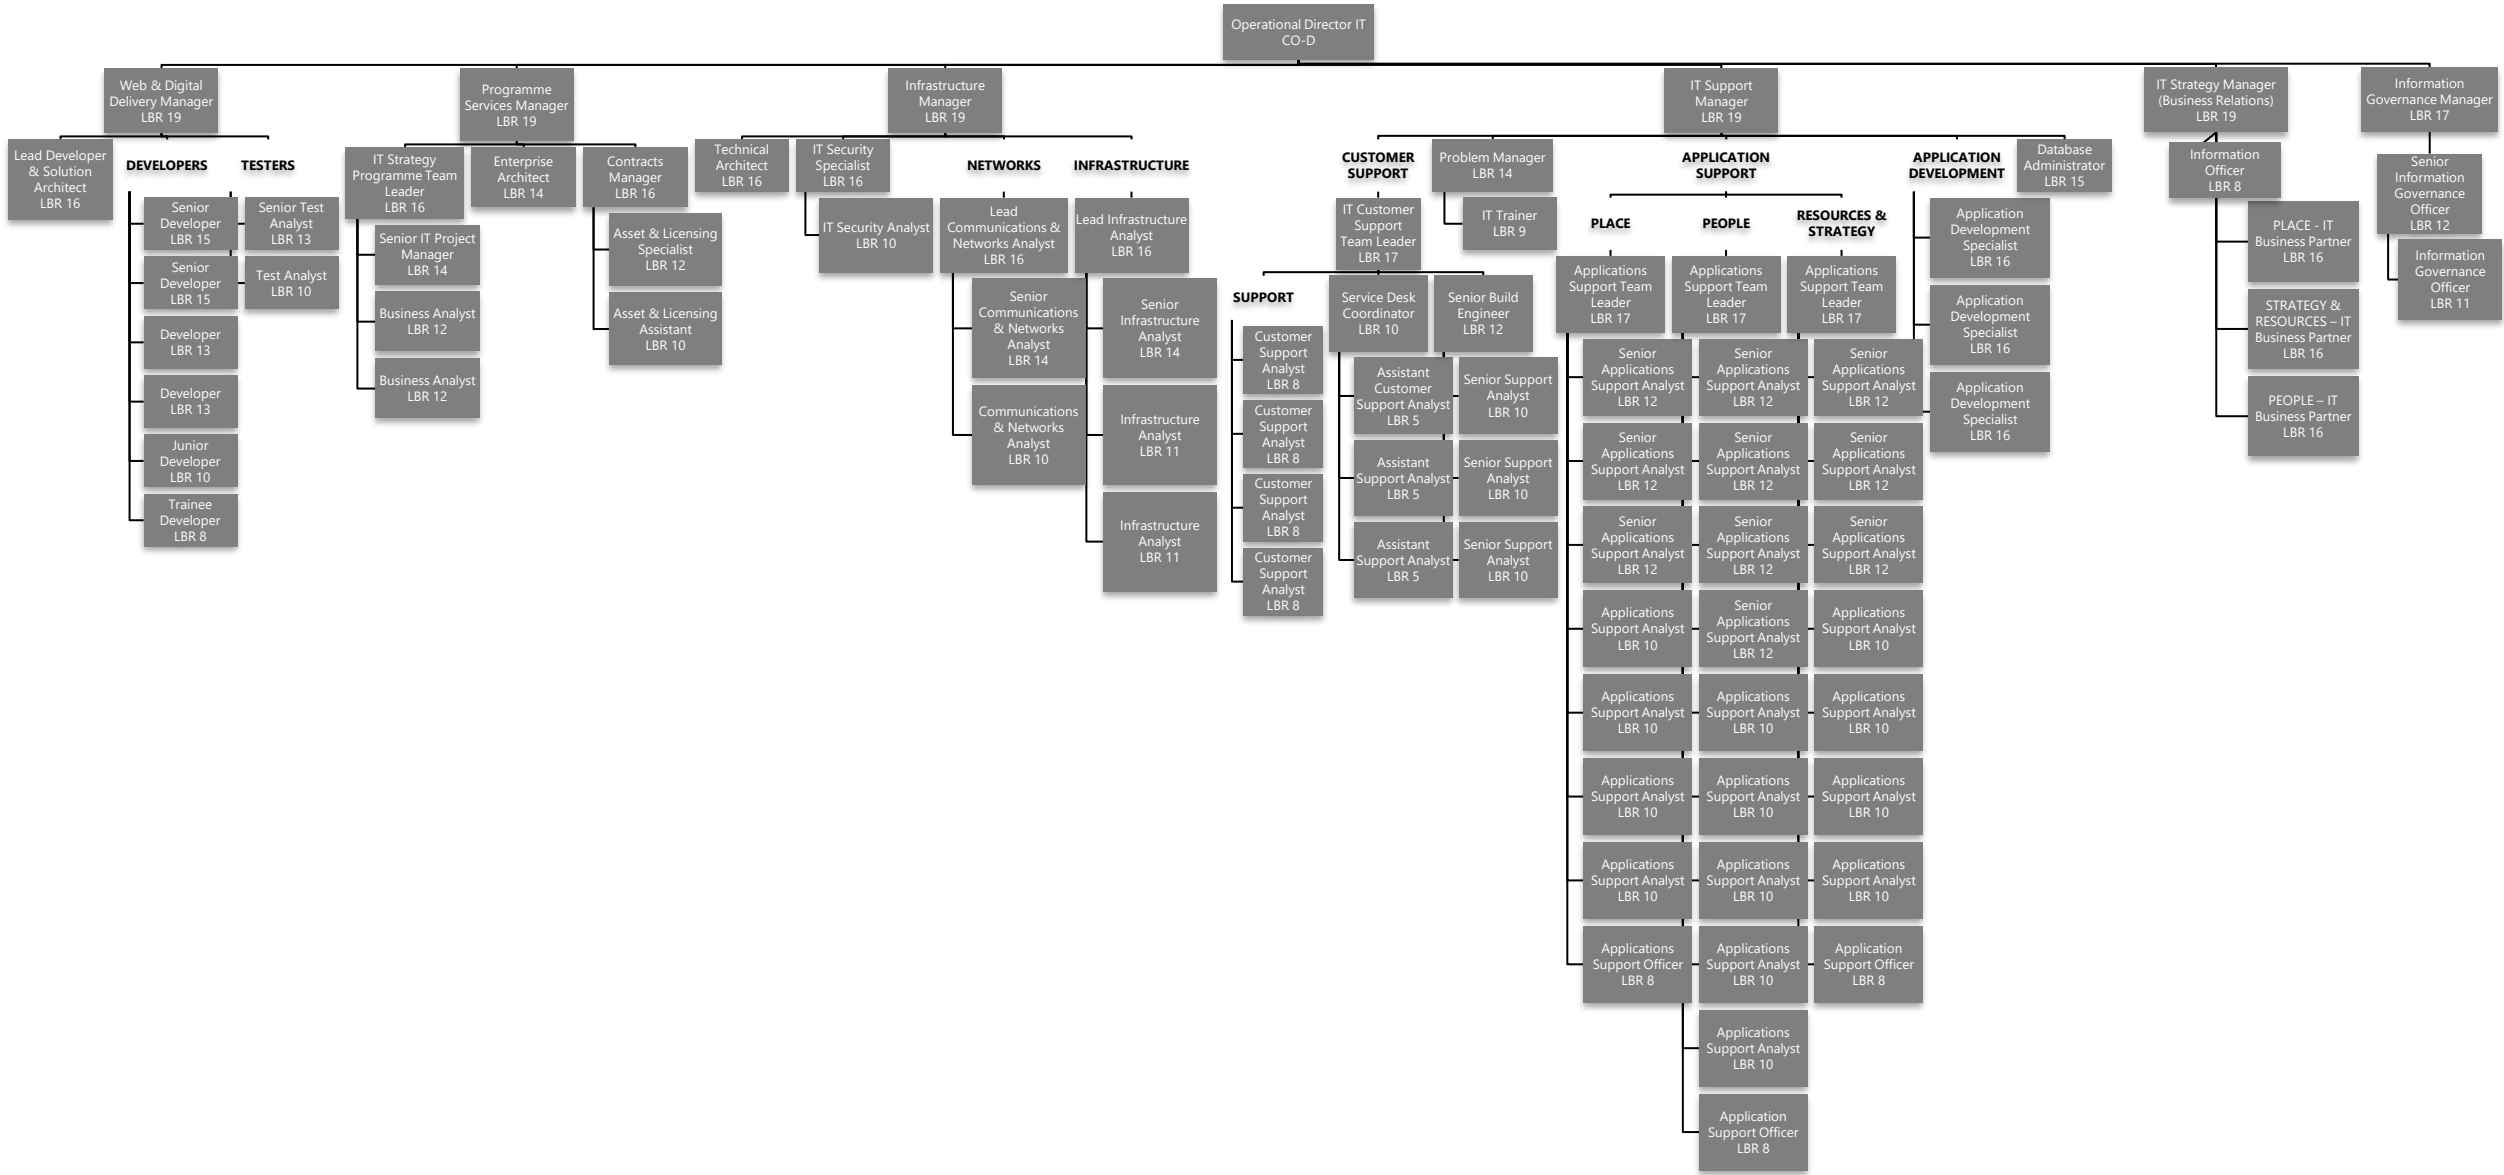 Operational Director IT
CO-D
Web & Digital
Delivery Manager
LBR 19
Lead Developer
& Solution
Architect
LBR 16
DEVELOPERS
Senior
Developer
LBR 15
Senior
Developer
LBR 15
Developer
LBR 13
Developer
LBR 13
Junior
Developer
LBR 10
Trainee
Developer
LBR 8
TESTERS
Senior Test
Analyst
LBR 13
Test Analyst
LBR 10
Programme
Services Manager
LBR 19
IT Strategy
Programme Team
Leader
LBR 16
Senior IT Project
Manager
LBR 14
Business Analyst
LBR 12
Business Analyst
LBR 12
Enterprise
Architect
LBR 14
Contracts
Manager
LBR 16
Asset & Licensing
Specialist
LBR 12
Asset & Licensing
Assistant
LBR 10
Infrastructure
Manager
LBR 19
Technical
Architect
LBR 16
IT Security
Specialist
LBR 16
IT Security Analyst
LBR 10
NETWORKS
Lead
Communications &
Networks Analyst
LBR 16
Senior
Communications
& Networks
Analyst
LBR 14
Communications
& Networks
Analyst
LBR 10
INFRASTRUCTURE
Lead Infrastructure
Analyst
LBR 16
Senior
Infrastructure
Analyst
LBR 14
Infrastructure
Analyst
LBR 11
Infrastructure
Analyst
LBR 11
IT Support
Manager
LBR 19
CUSTOMER
SUPPORT
IT Customer
Support
Team Leader
LBR 17
SUPPORT
Customer
Support
Analyst
LBR 8
Customer
Support
Analyst
LBR 8
Customer
Support
Analyst
LBR 8
Customer
Support
Analyst
LBR 8
Service Desk
Coordinator
LBR 10
Assistant
Customer
Support Analyst
LBR 5
Assistant
Support Analyst
LBR 5
Assistant
Support Analyst
LBR 5
Senior Build
Engineer
LBR 12
Senior Support
Analyst
LBR 10
Senior Support
Analyst
LBR 10
Senior Support
Analyst
LBR 10
Problem Manager
LBR 14
IT Trainer
LBR 9
APPLICATION
SUPPORT
PLACE
Applications
Support Team
Leader
LBR 17
Senior
Applications
Support Analyst
LBR 12
Senior
Applications
Support Analyst
LBR 12
Senior
Applications
Support Analyst
LBR 12
Applications
Support Analyst
LBR 10
Applications
Support Analyst
LBR 10
Applications
Support Analyst
LBR 10
Applications
Support Analyst
LBR 10
Applications
Support Officer
LBR 8
PEOPLE
Applications
Support Team
Leader
LBR 17
Senior
Applications
Support Analyst
LBR 12
Senior
Applications
Support Analyst
LBR 12
Senior
Applications
Support Analyst
LBR 12
Senior
Applications
Support Analyst
LBR 12
Applications
Support Analyst
LBR 10
Applications
Support Analyst
LBR 10
Applications
Support Analyst
LBR 10
Applications
Support Analyst
LBR 10
Applications
Support Analyst
LBR 10
Application
Support Officer
LBR 8
RESOURCES &
STRATEGY
Applications
Support Team
Leader
LBR 17
Senior
Applications
Support Analyst
LBR 12
Senior
Applications
Support Analyst
LBR 12
Senior
Applications
Support Analyst
LBR 12
Applications
Support Analyst
LBR 10
Applications
Support Analyst
LBR 10
Applications
Support Analyst
LBR 10
Applications
Support Analyst
LBR 10
Application
Support Officer
LBR 8
APPLICATION
DEVELOPMENT
Application
Development
Specialist
LBR 16
Application
Development
Specialist
LBR 16
Application
Development
Specialist
LBR 16
Database
Administrator
LBR 15
IT Strategy Manager
(Business Relations)
LBR 19
Information
Officer
LBR 8
PLACE - IT
Business Partner
LBR 16
STRATEGY &
RESOURCES – IT
Business Partner
LBR 16
PEOPLE – IT
Business Partner
LBR 16
Information
Governance Manager
LBR 17
Senior
Information
Governance
Officer
LBR 12
Information
Governance
Officer
LBR 11